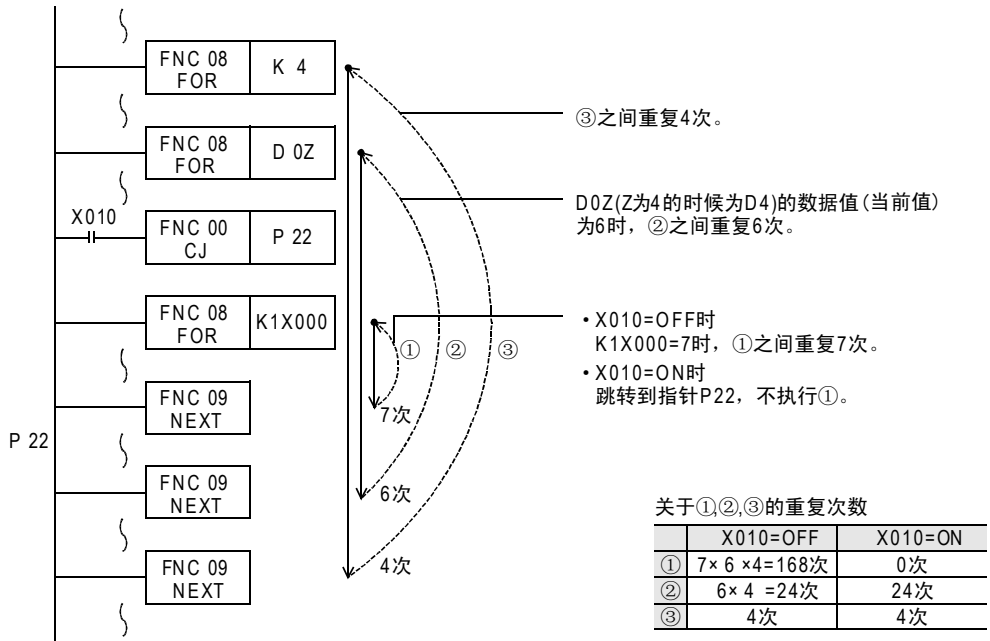 FNC 08
FOR
K 4
③之间重复4次。
FNC 08
FOR
D 0Z
D0Z(Z为4的时候为D4)的数据值(当前值)
为6时，②之间重复6次。
X010
FNC 00
CJ
P 22
FNC 08
FOR
K1X000
①
②
③
•X010=OFF时
K1X000=7时，①之间重复7次。
•X010=ON时
跳转到指针P22，不执行①。
FNC 09
NEXT
7次
P 22
FNC 09
NEXT
6次
FNC 09
NEXT
4次
关于①,②,③的重复次数
X010=OFF X010=ON
① 7× 6 ×4=168次 0次
② 6× 4 =24次 24次
③ 4次 4次